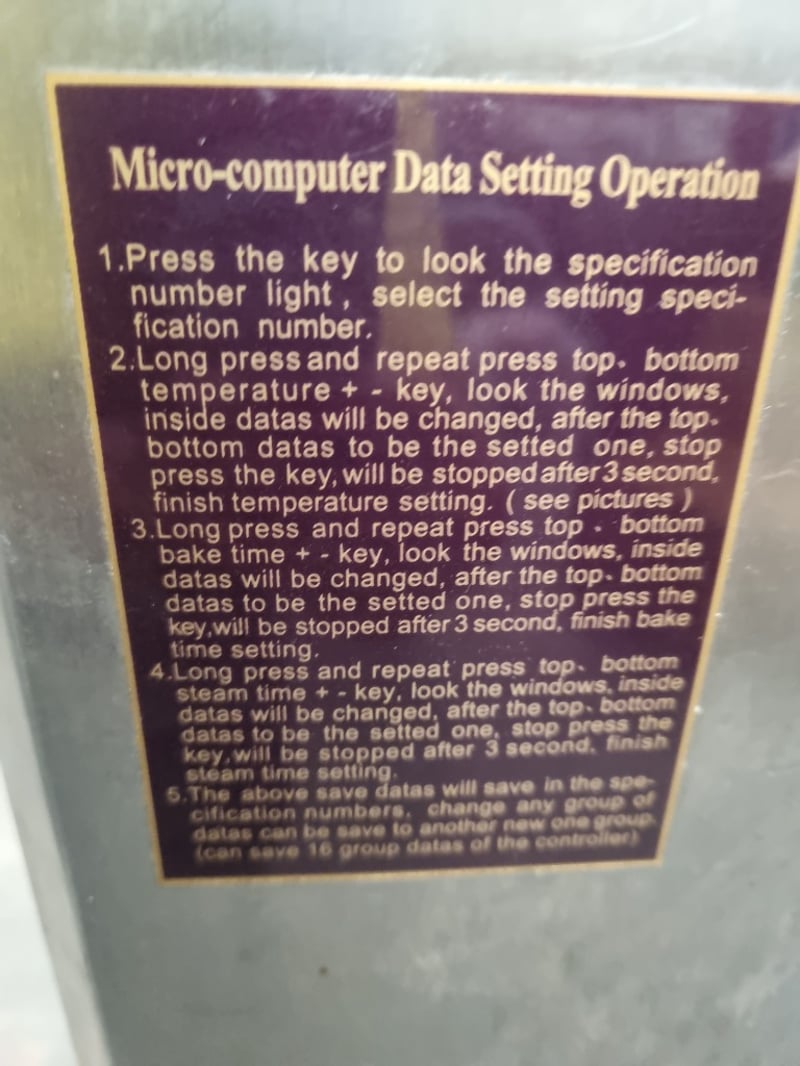 Micro-computer Data Setting Operation
1.Press the key to look the specification
number light , select the setting speci-
fication number.
2.Long press and repeat press top、bottom
temperature + - key, look the windows,
inside datas will be changed, after the top、
bottom datas to be the setted one, stop
press the key, will be stopped after 3 second,
finish temperature setting. ( see pictures )
3.Long press and repeat press top 、 bottom
bake time + - key, look the windows, inside
datas will be changed, after the top、bottom
datas to be the setted one, stop press the
key,will be stopped after 3 second, finish bake
time setting.
4.Long press and repeat press top、 bottom
steam time + - key, look the windows, inside
datas will be changed, after the top、bottom
datas to be the setted one, stop press the
key,will be stopped after 3 second, finish
steam time setting.
5.The above save datas will save in the spe-
cification numbers, change any group of
datas can be save to another new one group.
(can save 16 group datas of the controller)